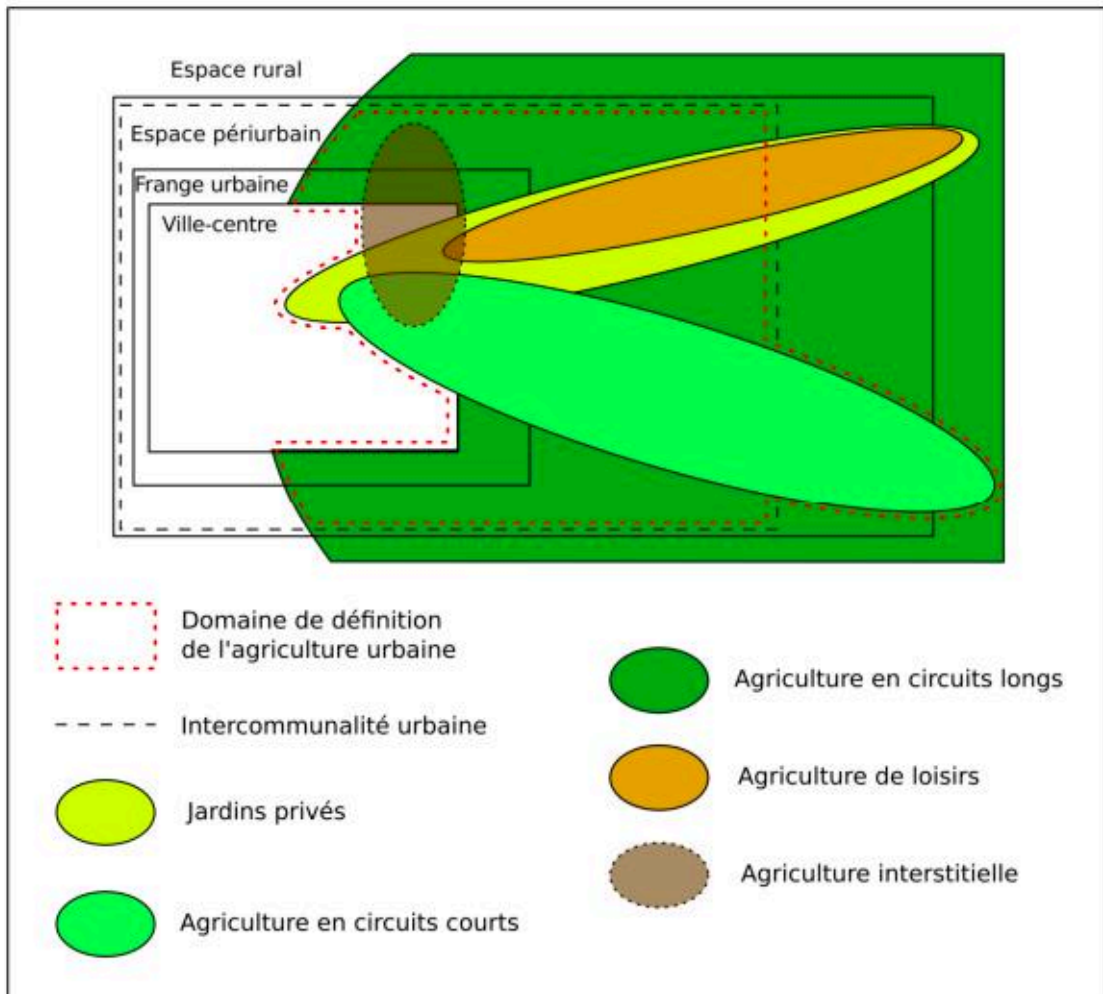 Espace rural
Espace périurbain
Frange urbaine
Ville-centre
Domaine de définition
de l'agriculture urbaine
Intercommunalité urbaine
Jardins privés
Agriculture en circuits courts
Agriculture en circuits longs
Agriculture de loisirs
Agriculture interstitielle